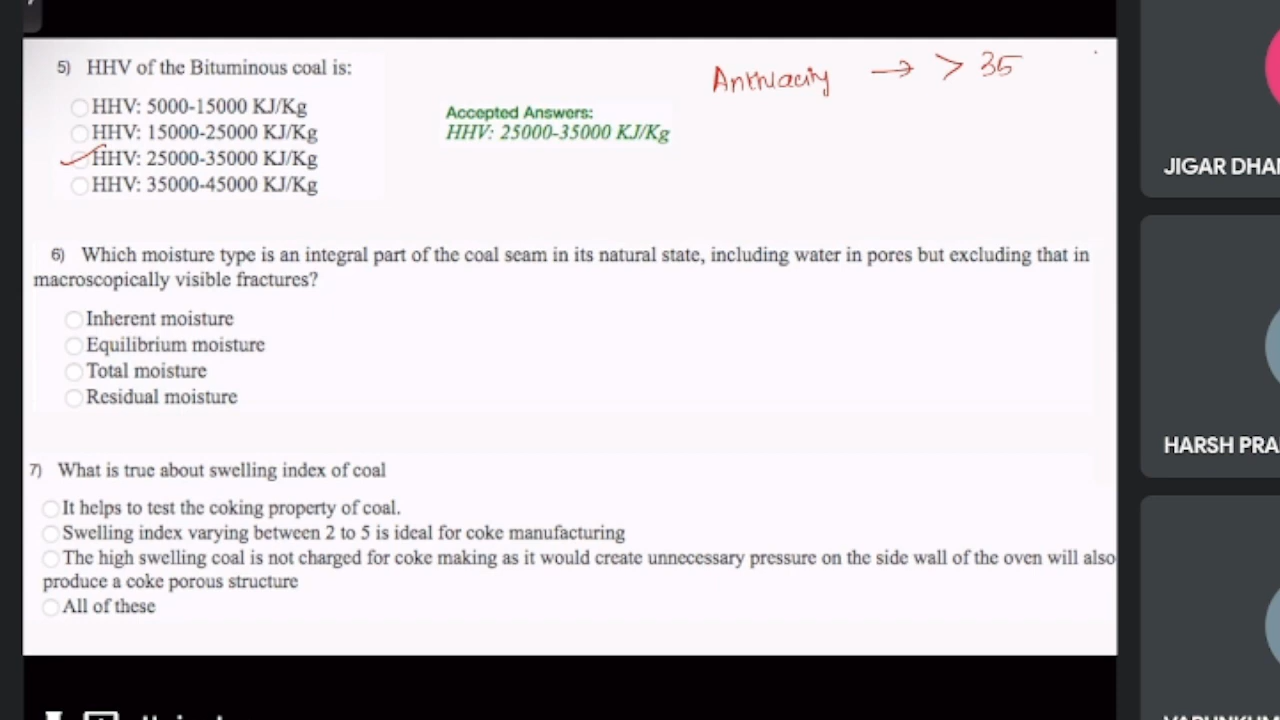 5) HHV of the Bituminous coal is:
Anthracity → > 35
HHV: 5000-15000 KJ/Kg
HHV: 15000-25000 KJ/Kg
HHV: 25000-35000 KJ/Kg
HHV: 35000-45000 KJ/Kg
Accepted Answers:
HHV: 25000-35000 KJ/Kg
6) Which moisture type is an integral part of the coal seam in its natural state, including water in pores but excluding that in
macroscopically visible fractures?
Inherent moisture
Equilibrium moisture
Total moisture
Residual moisture
7) What is true about swelling index of coal
It helps to test the coking property of coal.
Swelling index varying between 2 to 5 is ideal for coke manufacturing
The high swelling coal is not charged for coke making as it would create unnecessary pressure on the side wall of the oven will also
produce a coke porous structure
All of these
JIGAR DHA
HARSH PRA